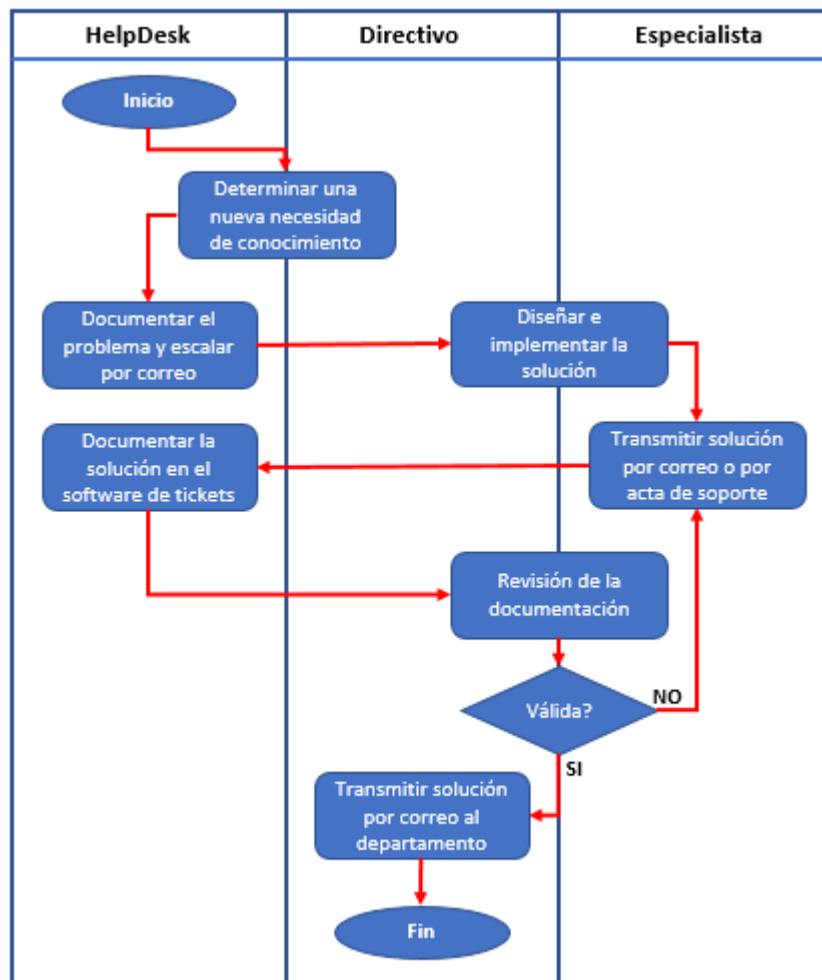 HelpDesk
Directivo
Especialista
Inicio
Determinar una
nueva necesidad
de conocimiento
Documentar el
problema y escalar
por correo
Diseñar e
implementar la
solución
Documentar la
solución en el
software de tickets
Transmitir solución
por correo o por
acta de soporte
Revisión de la
documentación
Válida?
NO
SI
Transmitir solución
por correo al
departamento
Fin